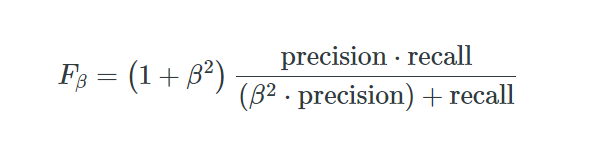 F_β = (1 + β²) precision · recall / (β² · precision) + recall